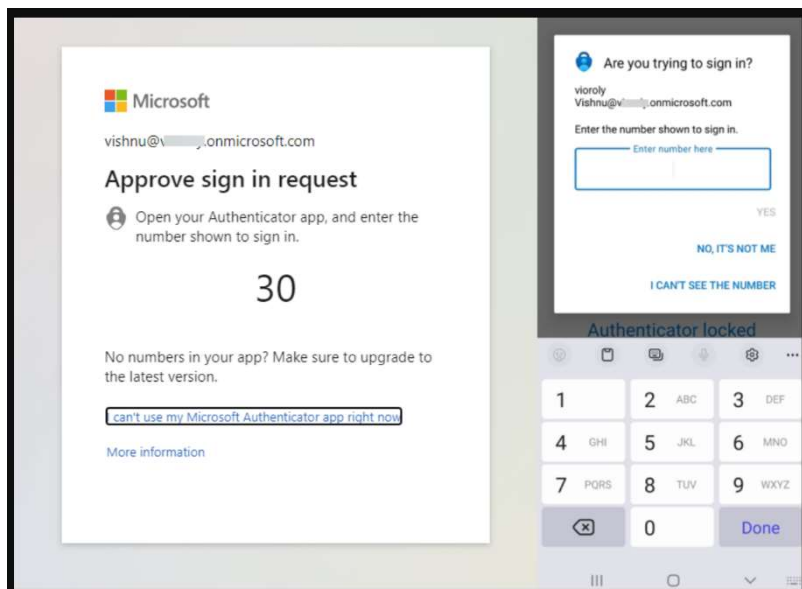 Microsoft
vishnu@v .onmicrosoft.com
Approve sign in request
Open your Authenticator app, and enter the
number shown to sign in.
30
No numbers in your app? Make sure to upgrade to
the latest version.
I can't use my Microsoft Authenticator app right now
More information
Are you trying to sign in?
vioroly
Vishnu@v .onmicrosoft.com
Enter the number shown to sign in.
Enter number here
YES
NO, IT'S NOT ME
I CAN'T SEE THE NUMBER
Authenticator locked
1 2 ABC 3 DEF
4 GHI 5 JKL 6 MNO
7 PQRS 8 TUV 9 WXYZ
0 Done